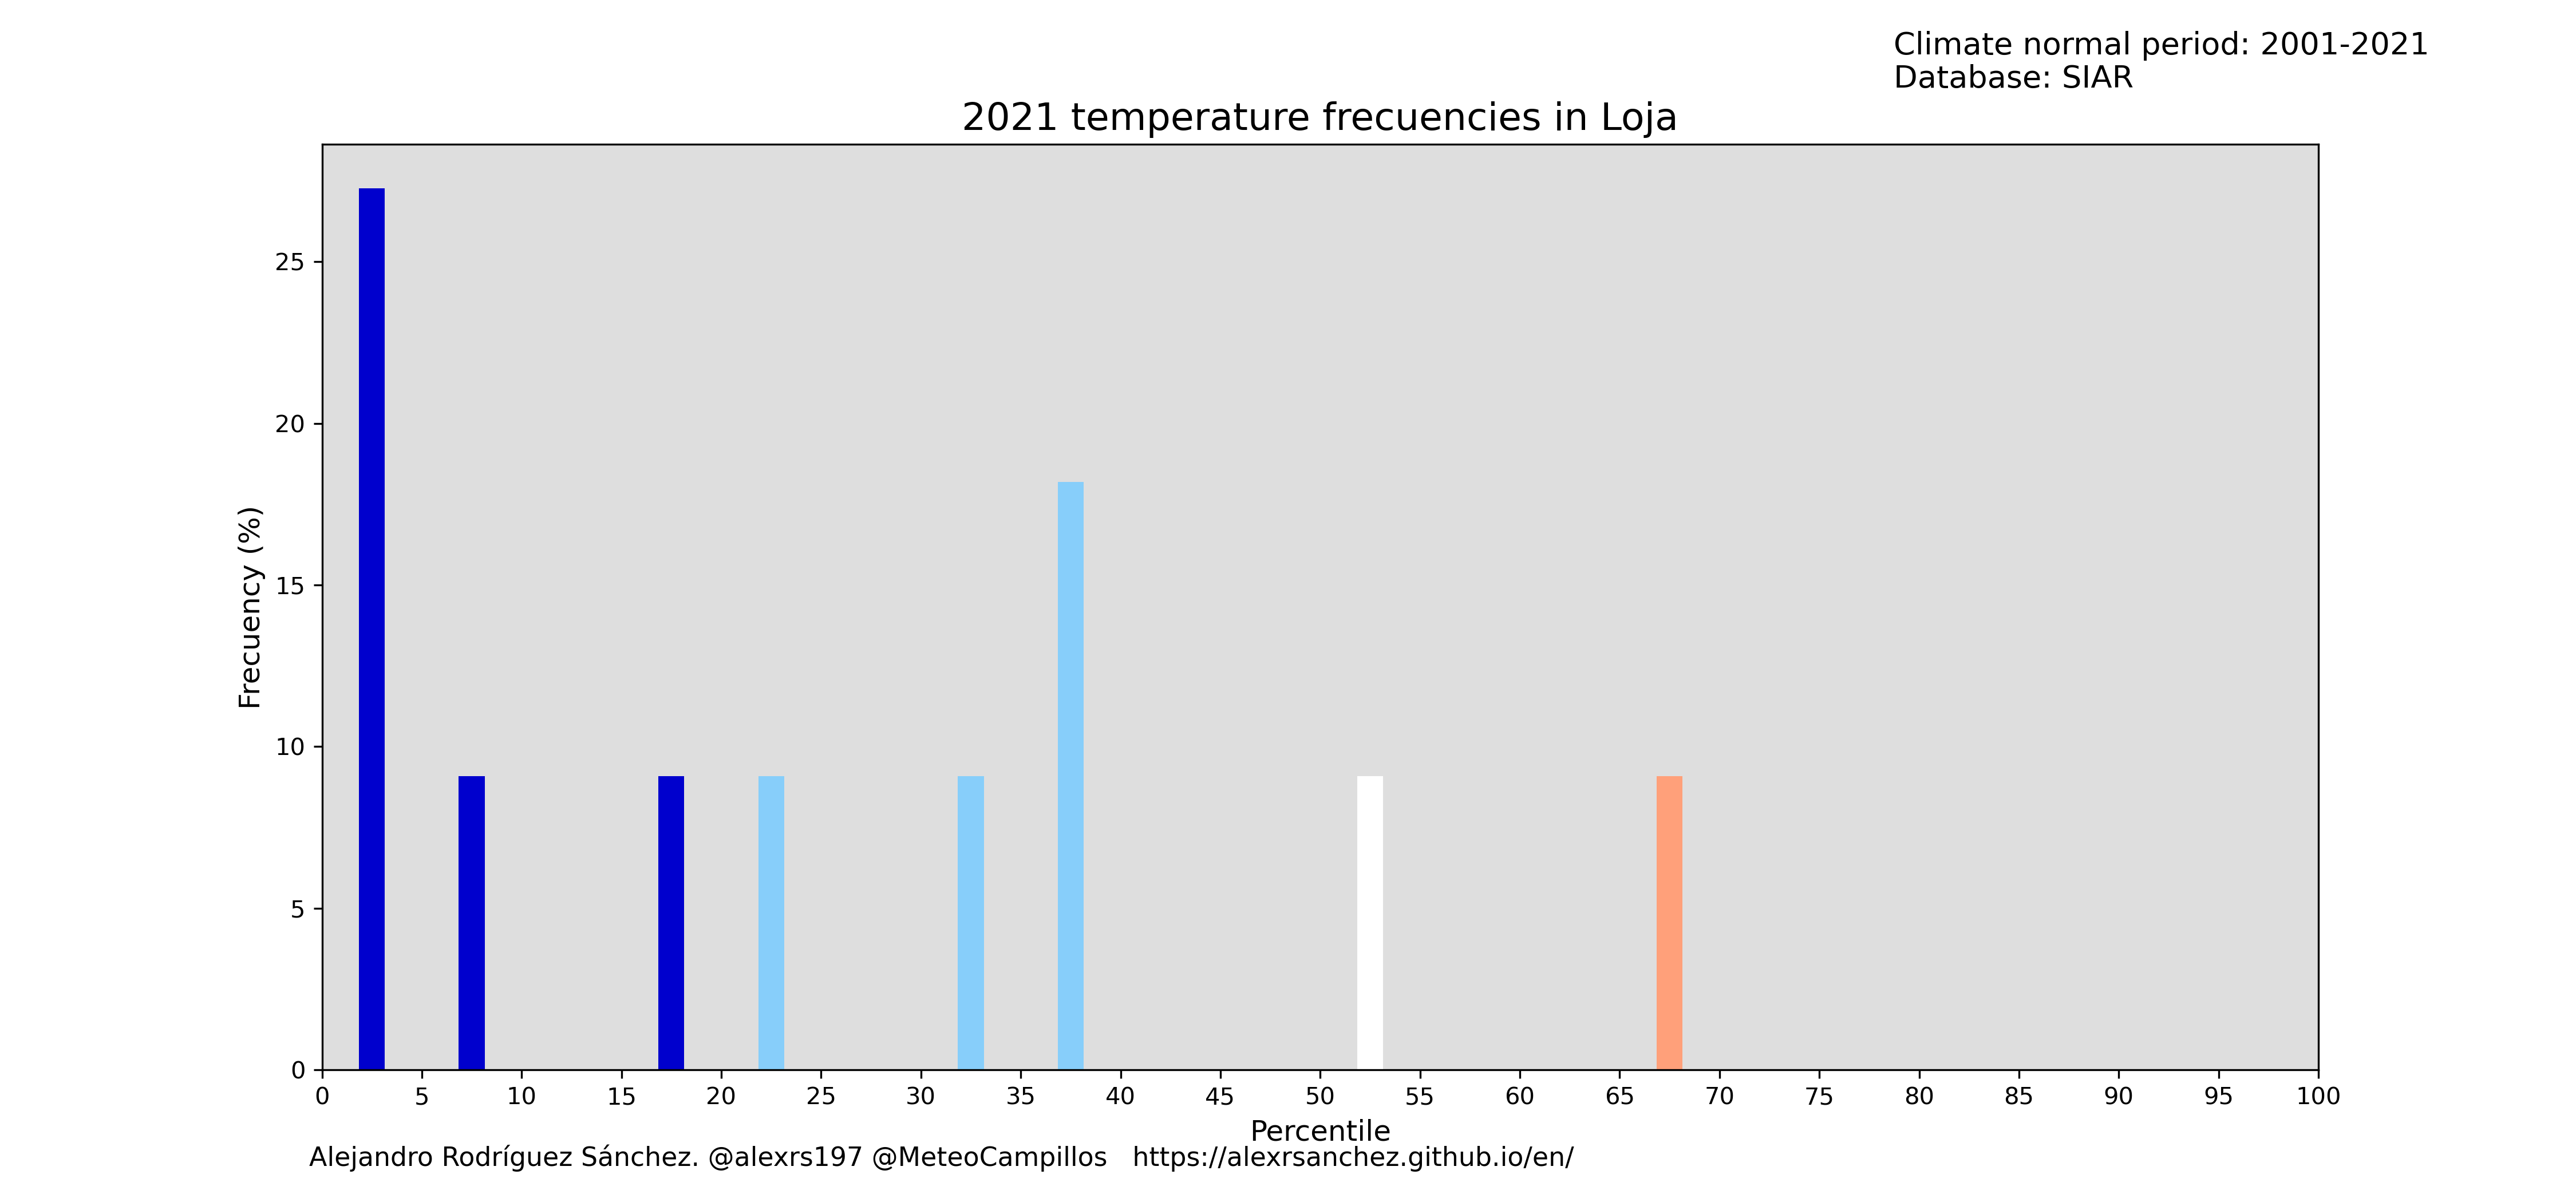 Climate normal period: 2001-2021
Database: SIAR
2021 temperature frecuencies in Loja
Frecuency (%)
25
20
15
10
5
0
0 5 10 15 20 25 30 35 40 45 50 55 60 65 70 75 80 85 90 95 100
Percentile
Alejandro Rodríguez Sánchez. @alexrs197 @MeteoCampillos https://alexrsanchez.github.io/en/